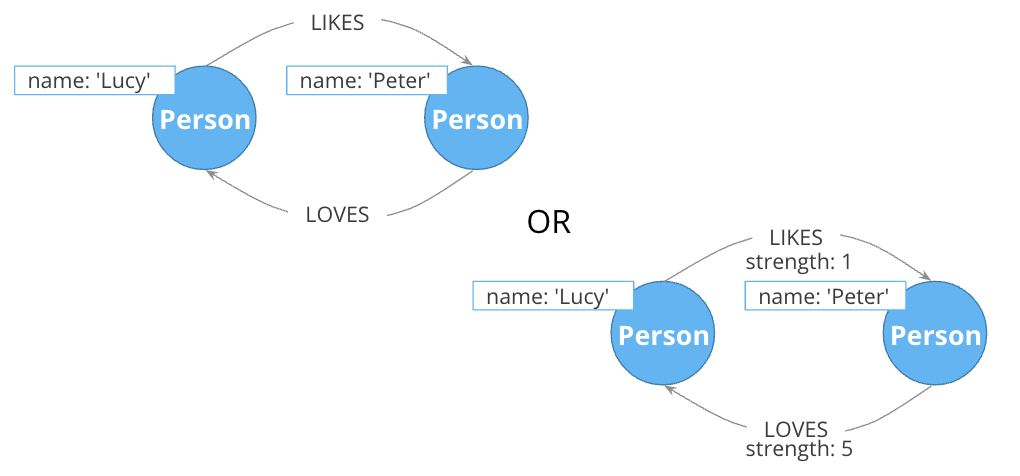 LIKES
name: 'Lucy'
name: 'Peter'
Person
Person
LOVES
OR
LIKES
strength: 1
name: 'Lucy'
name: 'Peter'
Person
Person
LOVES
strength: 5